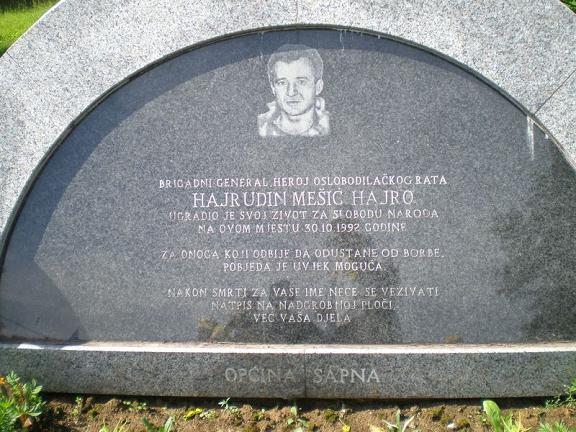 BRIGADNI GENERAL, HEROJ OSLOBODILAČKOG RATA
HAJRUDIN MEŠIĆ HAJRO
UGRADIO JE SVOJ ŽIVOT ZA SLOBODU NARODA
NA OVOM MJESTU 30.10.1992 GODINE
ZA ONOGA KOJI ODBIJE DA ODUSTANE OD BORBE,
POBJEDA JE UVJEK MOGUĆA.
NAKON SMRTI ZA VAŠE IME NEĆE SE VEZIVATI
NATPIS NA NADGROBNOJ PLOČI,
VEĆ VAŠA DJELA
OPĆINA SAPNA